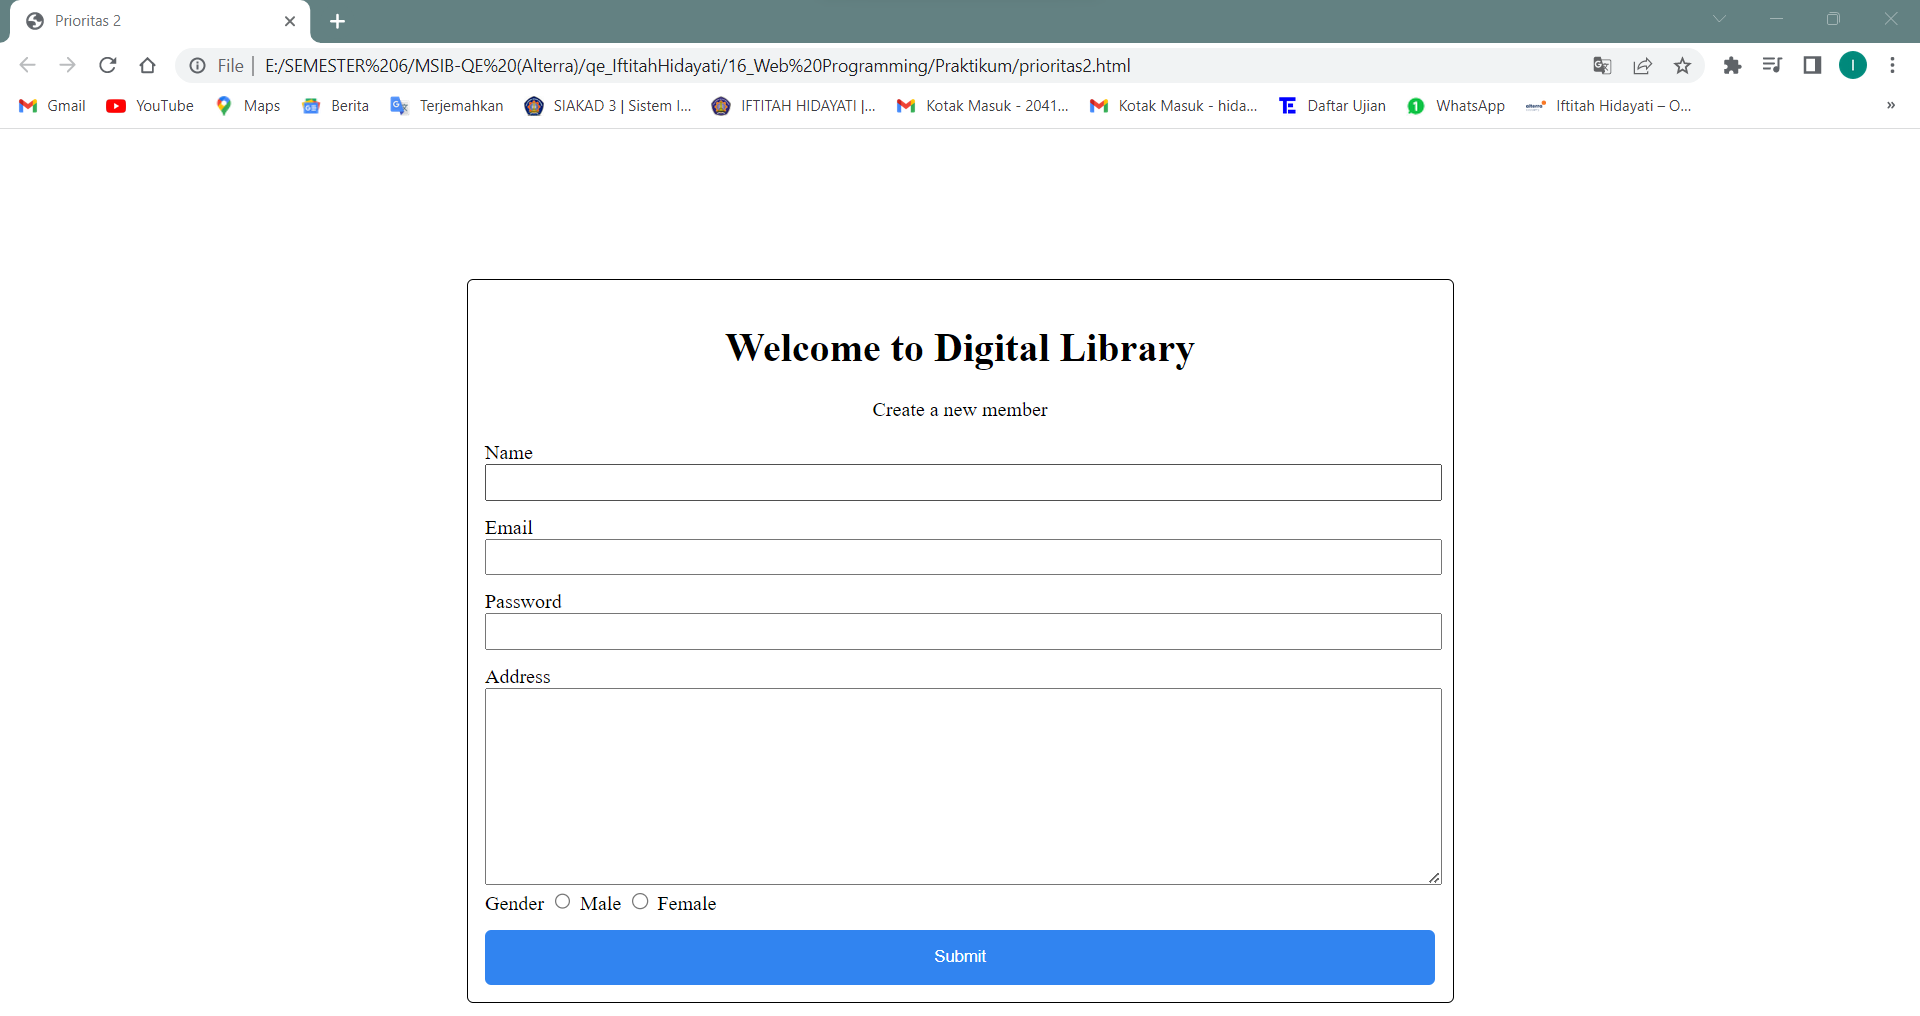 Prioritas 2
File | E:/SEMESTER%206/MSIB-QE%20(Alterra)/qe_IftitahHidayati/16_Web%20Programming/Praktikum/prioritas2.html
I
Gmail YouTube Maps Berita Terjemahkan SIAKAD 3 | Sistem I... IFTITAH HIDAYATI |... Kotak Masuk - 2041... Kotak Masuk - hida... Daftar Ujian 1 WhatsApp Iftitah Hidayati – O... »
Welcome to Digital Library
Create a new member
Name
Email
Password
Address
Gender Male Female
Submit